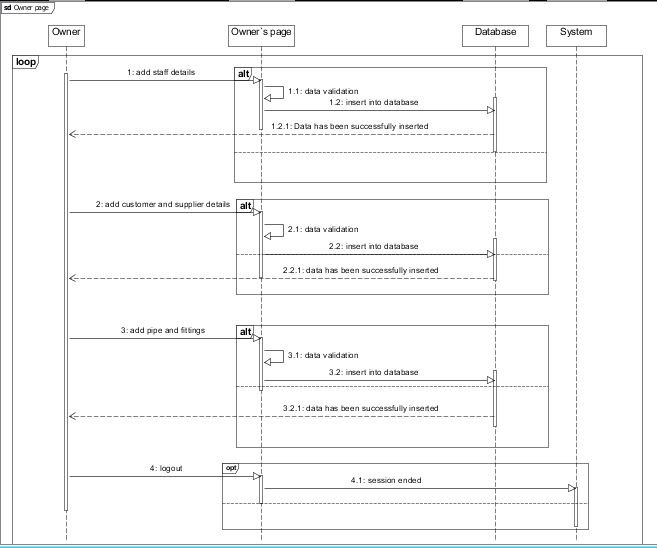 sd Owner page
Owner
Owner`s page
Database
System
loop
1: add staff details
alt
1.1: data validation
1.2: insert into database
1.2.1: Data has been successfully inserted
2: add customer and supplier details
alt
2.1: data validation
2.2: insert into database
2.2.1: data has been successfully inserted
3: add pipe and fittings
alt
3.1: data validation
3.2: insert into database
3.2.1: data has been successfully inserted
4: logout
opt
4.1: session ended